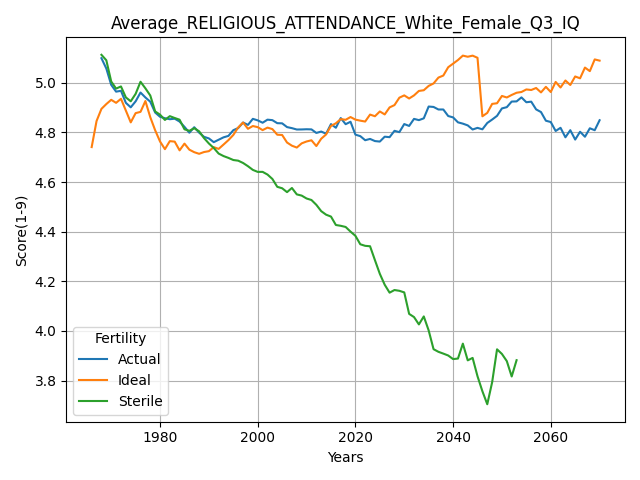 Average_RELIGIOUS_ATTENDANCE_White_Female_Q3_IQ
Score(1-9)
5.0
4.8
4.6
4.4
4.2
4.0
3.8
Fertility
Actual
Ideal
Sterile
1980
2000
2020
2040
2060
Years